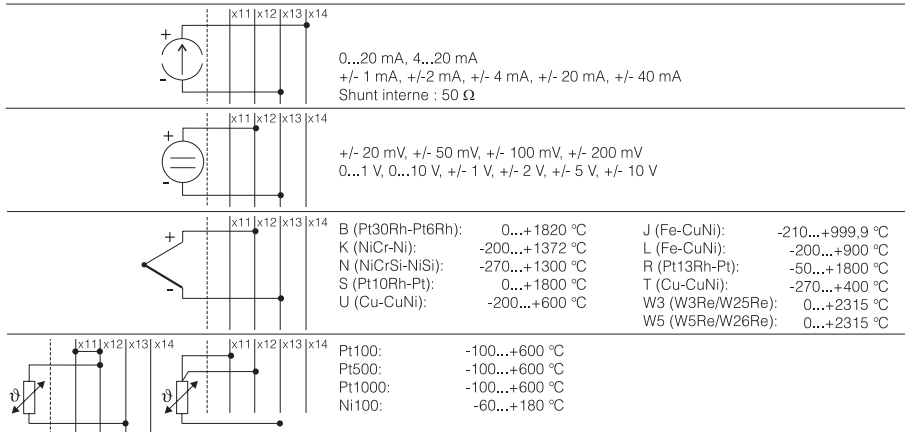 x11 x12 x13 x14
+
-
0...20 mA, 4...20 mA
+/- 1 mA, +/-2 mA, +/- 4 mA, +/- 20 mA, +/- 40 mA
Shunt interne : 50 Ω
x11 x12 x13 x14
+
-
+/- 20 mV, +/- 50 mV, +/- 100 mV, +/- 200 mV
0...1 V, 0...10 V, +/- 1 V, +/- 2 V, +/- 5 V, +/- 10 V
x11 x12 x13 x14
+
-
B (Pt30Rh-Pt6Rh): 0...+1820 °C J (Fe-CuNi): -210...+999,9 °C
K (NiCr-Ni): -200...+1372 °C L (Fe-CuNi): -200...+900 °C
N (NiCrSi-NiSi): -270...+1300 °C R (Pt13Rh-Pt): -50...+1800 °C
S (Pt10Rh-Pt): 0...+1800 °C T (Cu-CuNi): -270...+400 °C
U (Cu-CuNi): -200...+600 °C W3 (W3Re/W25Re): 0...+2315 °C
W5 (W5Re/W26Re): 0...+2315 °C
x11 x12 x13 x14 x11 x12 x13 x14
ϑ ϑ
Pt100: -100...+600 °C
Pt500: -100...+600 °C
Pt1000: -100...+600 °C
Ni100: -60...+180 °C